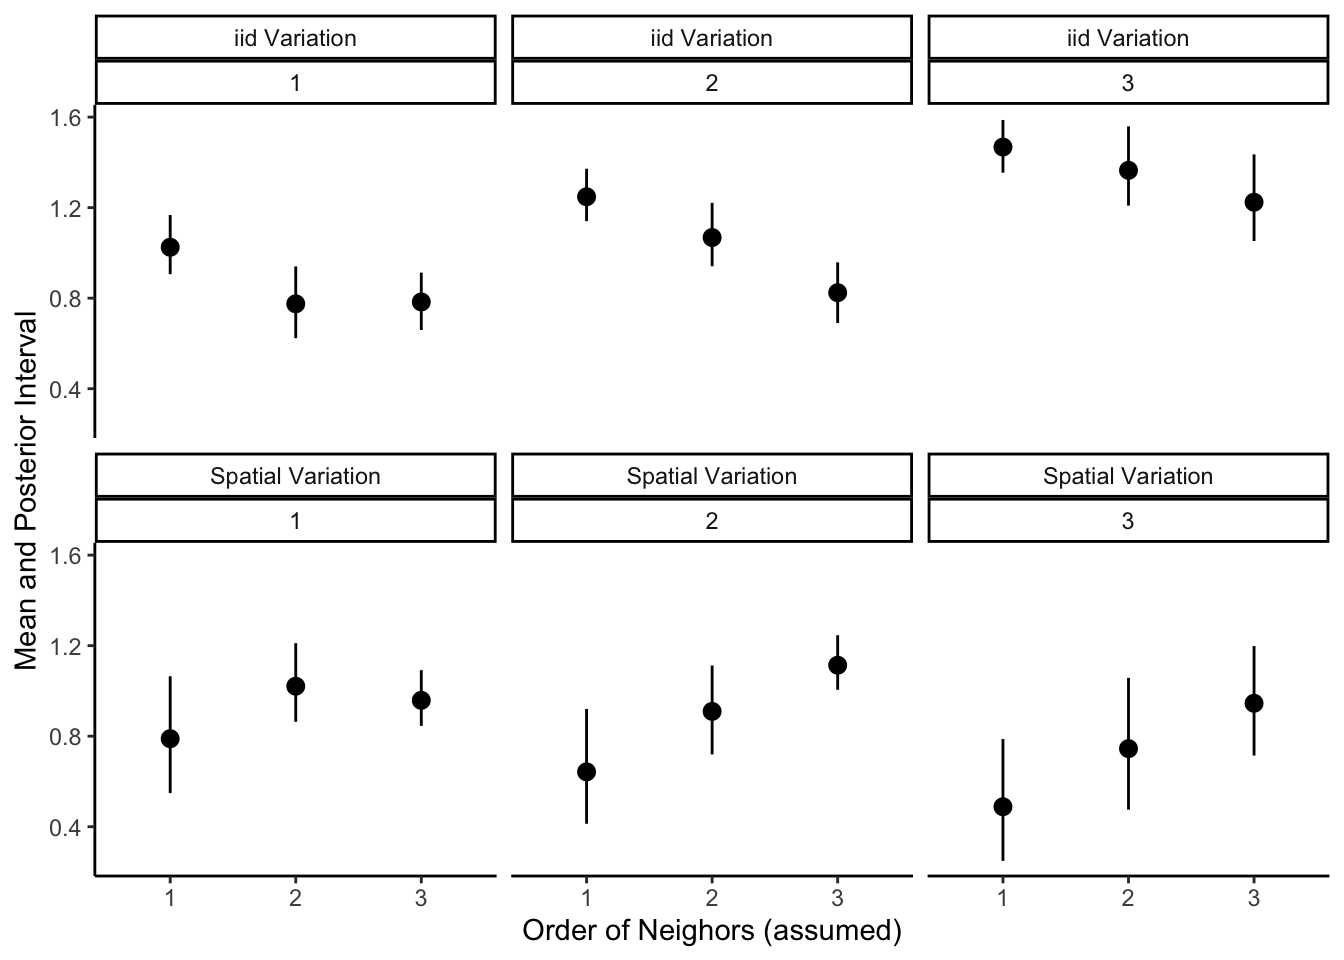 iid Variation
iid Variation
iid Variation
1
2
3
1.6
1.2
0.8
0.4
Mean and Posterior Interval
Spatial Variation
Spatial Variation
Spatial Variation
1
2
3
1.6
1.2
0.8
0.4
1
2
3
1
2
3
1
2
3
Order of Neighors (assumed)